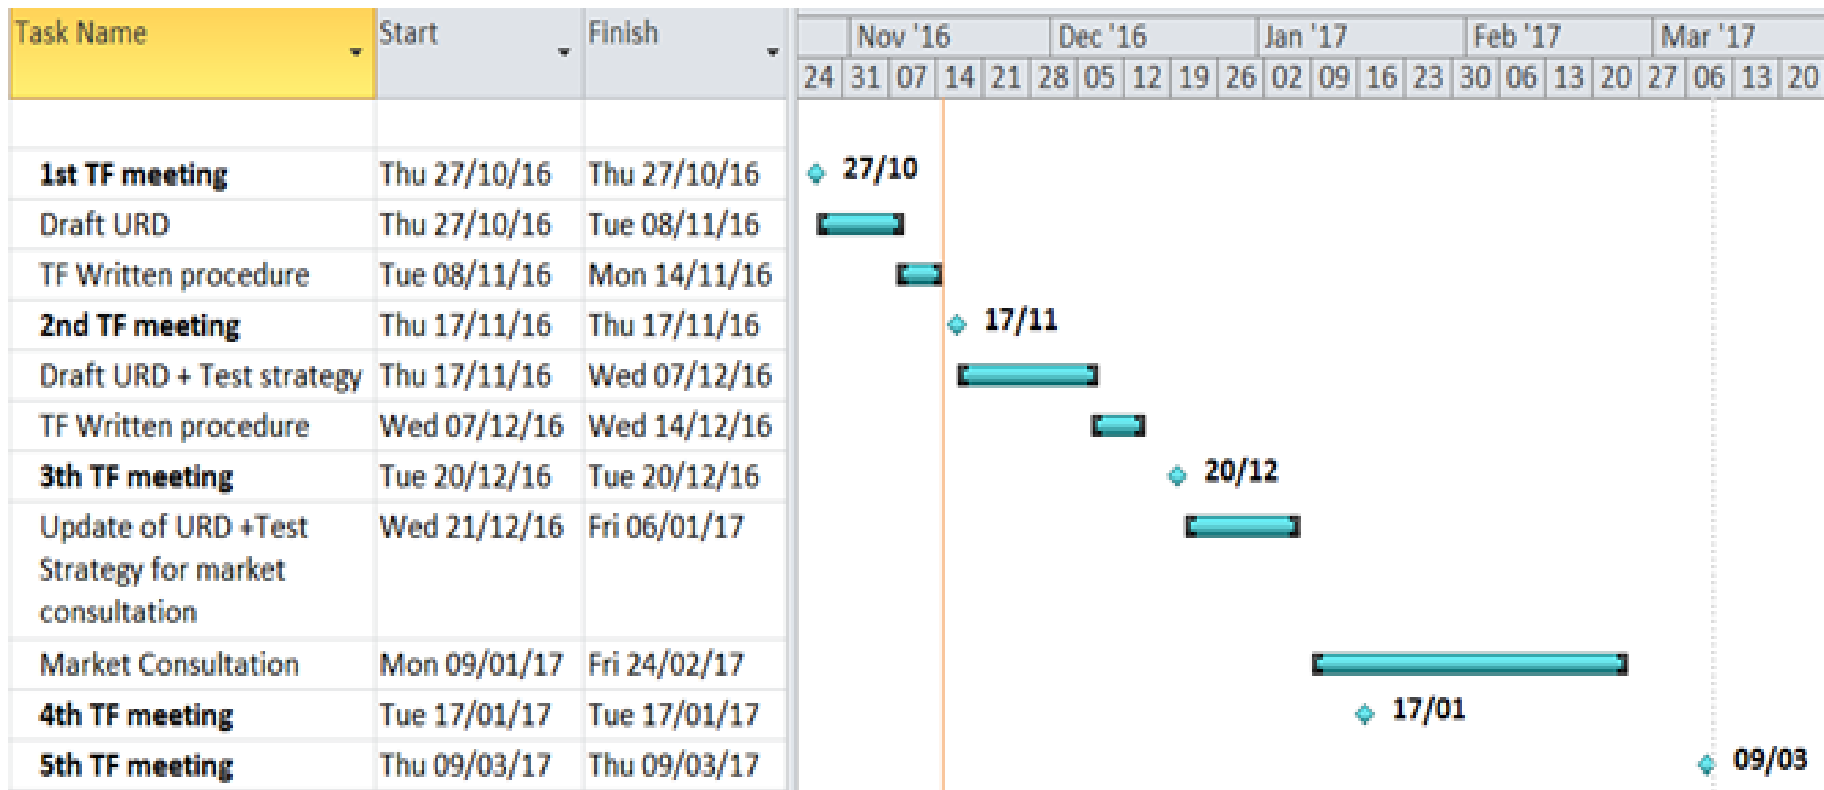 Task Name Start Finish Nov '16 Dec '16 Jan '17 Feb '17 Mar '17
24 31 07 14 21 28 05 12 19 26 02 09 16 23 30 06 13 20 27 06 13 20
1st TF meeting Thu 27/10/16 Thu 27/10/16 27/10
Draft URD Thu 27/10/16 Tue 08/11/16
TF Written procedure Tue 08/11/16 Mon 14/11/16
2nd TF meeting Thu 17/11/16 Thu 17/11/16 17/11
Draft URD + Test strategy Thu 17/11/16 Wed 07/12/16
TF Written procedure Wed 07/12/16 Wed 14/12/16
3th TF meeting Tue 20/12/16 Tue 20/12/16 20/12
Update of URD +Test Wed 21/12/16 Fri 06/01/17
Strategy for market
consultation
Market Consultation Mon 09/01/17 Fri 24/02/17
4th TF meeting Tue 17/01/17 Tue 17/01/17 17/01
5th TF meeting Thu 09/03/17 Thu 09/03/17 09/03